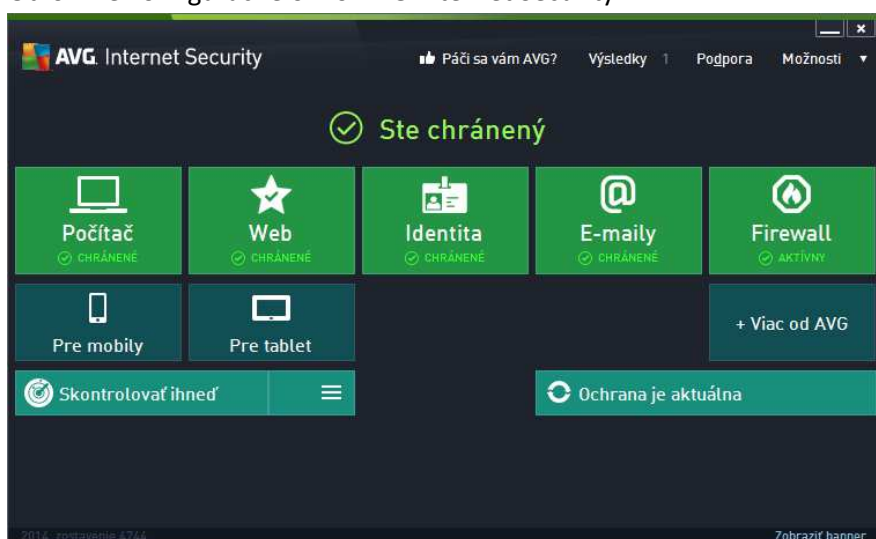 AVG. Internet Security
Páči sa vám AVG? Výsledky 1 Podpora Možnosti
Ste chránený
Počítač
CHRÁNENÉ
Web
CHRÁNENÉ
Identita
CHRÁNENÉ
E-maily
CHRÁNENÉ
Firewall
AKTÍVNY
Pre mobily
Pre tablet
+ Viac od AVG
Skontrolovať ihneď
Ochrana je aktuálna
2014 zostavenie 4744
Zobraziť banner